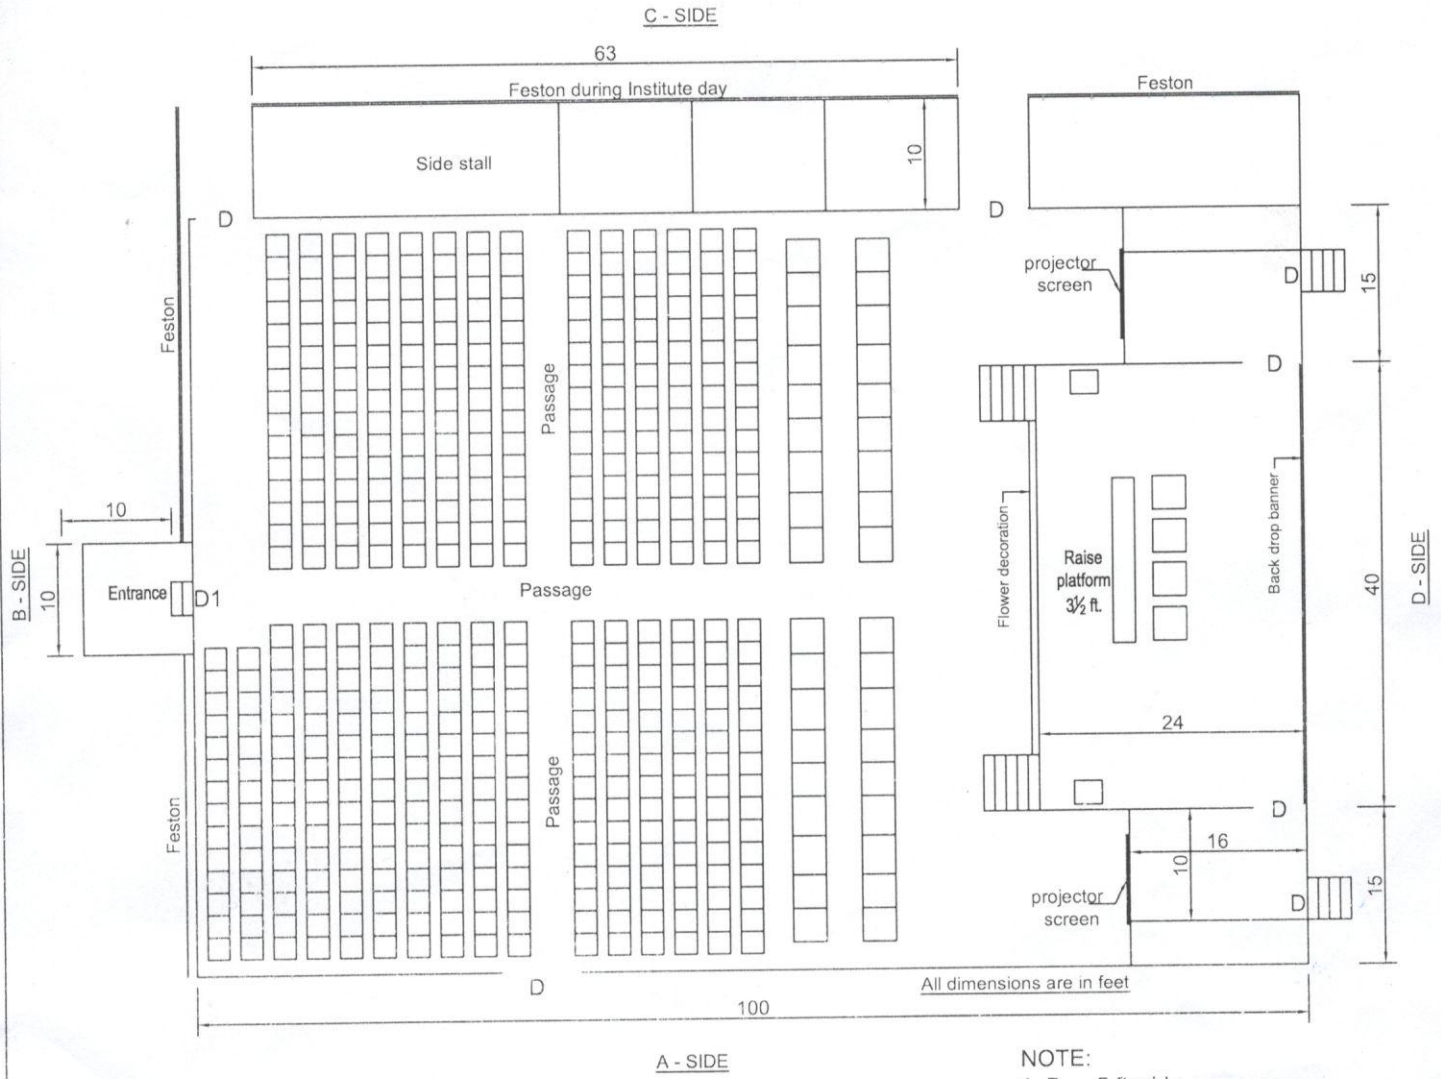 C - SIDE
63
Feston during Institute day
Feston
Side stall
10
D
D
projector
screen
D
15
Feston
Passage
D
10
B - SIDE
10
Entrance
D1
Passage
Flower decoration
Raise
platform
3½ ft.
Back drop banner
40
D - SIDE
24
Feston
Passage
D
16
10
projector
screen
D
15
D
All dimensions are in feet
100
A - SIDE
NOTE: